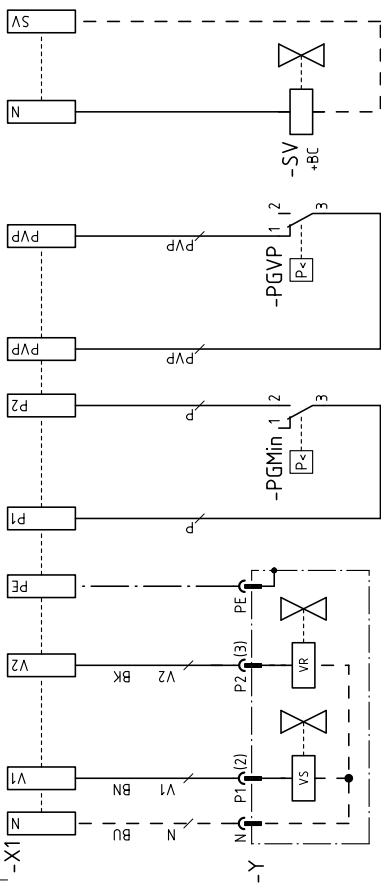 SV
N
-SV
+BC
PVP
PVP
1 2
3
-PGVP
P<
PVP
PVP
P2
P
1 2
3
-PGMin
P<
P1
P
PE
PE
V2
BK
V2
P2 (3)
VR
V1
BN
V1
P1 (2)
VS
N
BU
N
N
-X1
-Y